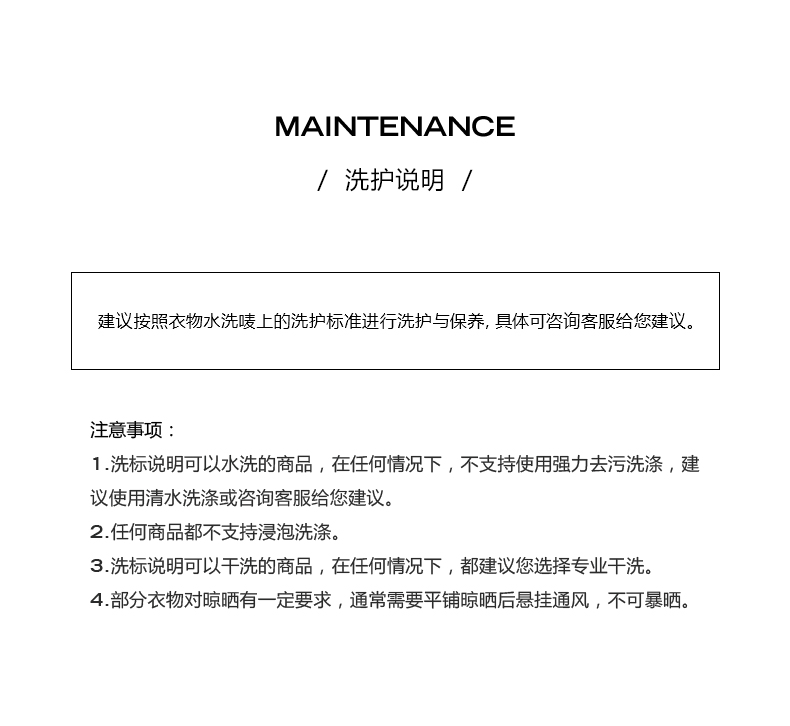 MAINTENANCE
/ 洗护说明 /
建议按照衣物水洗唛上的洗护标准进行洗护与保养, 具体可咨询客服给您建议。
注意事项：
1.洗标说明可以水洗的商品，在任何情况下，不支持使用强力去污洗涤，建
议使用清水洗涤或咨询客服给您建议。
2.任何商品都不支持浸泡洗涤。
3.洗标说明可以干洗的商品，在任何情况下，都建议您选择专业干洗。
4.部分衣物对晾晒有一定要求，通常需要平铺晾晒后悬挂通风，不可暴晒。